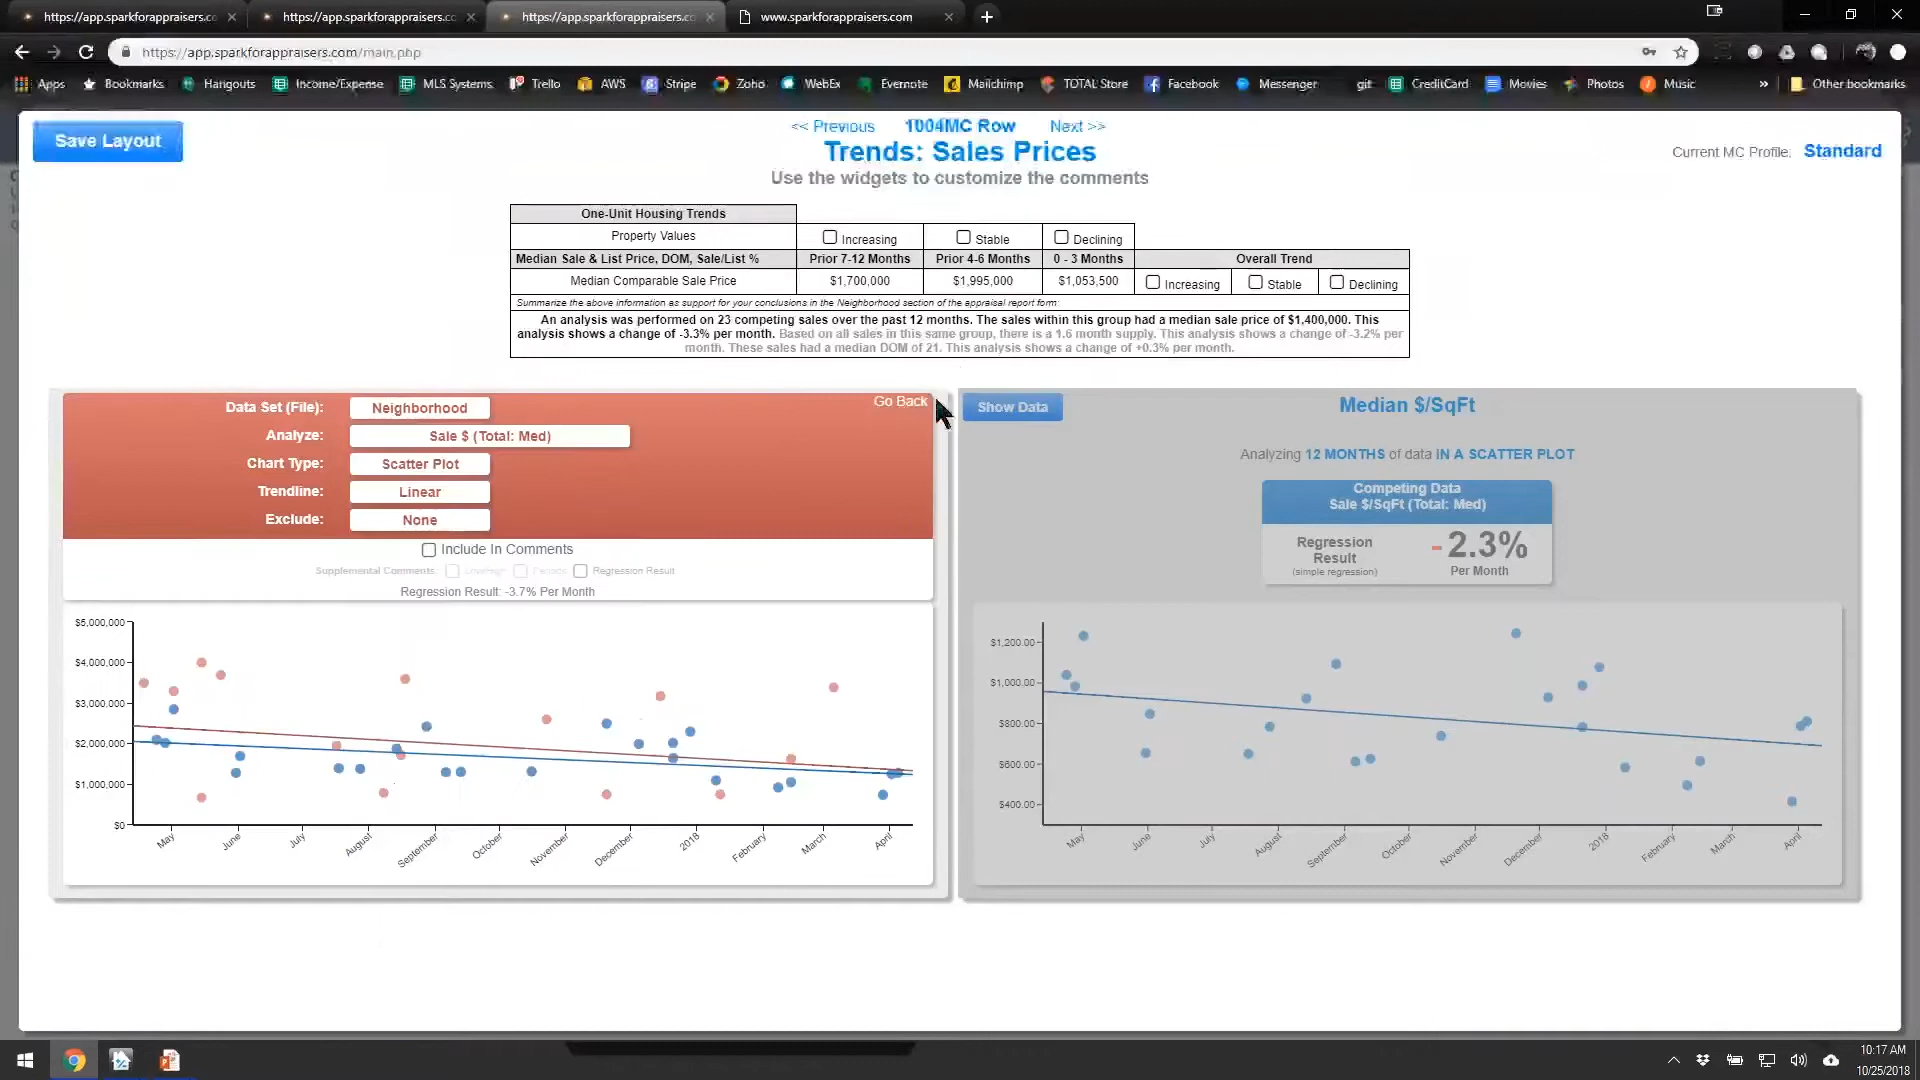 https://app.sparkforappraisers.co
https://app.sparkforappraisers.co
https://app.sparkforappraisers.co
www.sparkforappraisers.com
https://app.sparkforappraisers.com/main.php
Apps Bookmarks Hangouts Income/Expense MLS Systems Trello AWS Stripe Zoho WebEx Evernote Mailchimp TOTAL Store Facebook Messenger git CreditCard Movies Photos Music » Other bookmarks
Save Layout
<< Previous 1004MC Row Next >>
Trends: Sales Prices
Use the widgets to customize the comments
Current MC Profile: Standard
One-Unit Housing Trends
Property Values Increasing Stable Declining
Median Sale & List Price, DOM, Sale/List % Prior 7-12 Months Prior 4-6 Months 0 - 3 Months Overall Trend
Median Comparable Sale Price $1,700,000 $1,995,000 $1,053,500 Increasing Stable Declining
Summarize the above information as support for your conclusions in the Neighborhood section of the appraisal report form:
An analysis was performed on 23 competing sales over the past 12 months. The sales within this group had a median sale price of $1,400,000. This
analysis shows a change of -3.3% per month. Based on all sales in this same group, there is a 1.6 month supply. This analysis shows a change of -3.2% per
month. These sales had a median DOM of 21. This analysis shows a change of +0.3% per month.
Go Back
Data Set (File): Neighborhood
Analyze: Sale $ (Total: Med)
Chart Type: Scatter Plot
Trendline: Linear
Exclude: None
Include In Comments
Supplemental Comments: Regression Result
Regression Result: -3.7% Per Month
$5,000,000
$4,000,000
$3,000,000
$2,000,000
$1,000,000
$0
May June July August September October November December 2018 February March April
Show Data
Median $/SqFt
Analyzing 12 MONTHS of data IN A SCATTER PLOT
Competing Data
Sale $/SqFt (Total: Med)
Regression
Result
(simple regression)
-2.3%
Per Month
$1,200.00
$1,000.00
$800.00
$600.00
$400.00
May June July August September October November December 2018 February March April
10:17 AM
10/25/2018